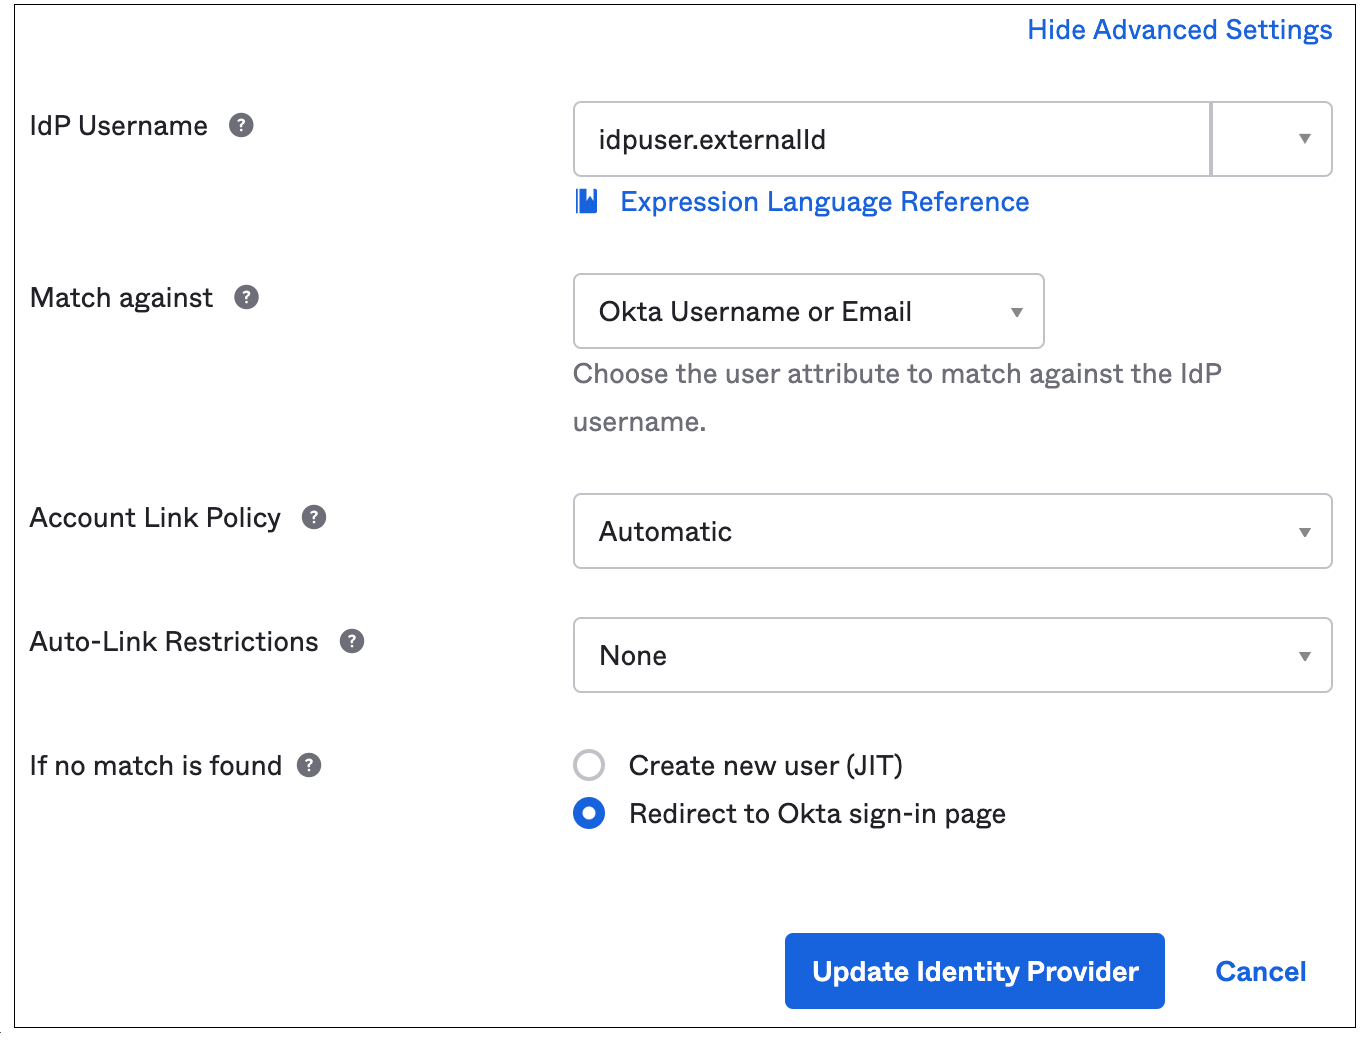 Hide Advanced Settings
IdP Username ?
idpuser.externalId
Expression Language Reference
Match against ?
Okta Username or Email
Choose the user attribute to match against the IdP
username.
Account Link Policy ?
Automatic
Auto-Link Restrictions ?
None
If no match is found ?
Create new user (JIT)
Redirect to Okta sign-in page
Update Identity Provider
Cancel